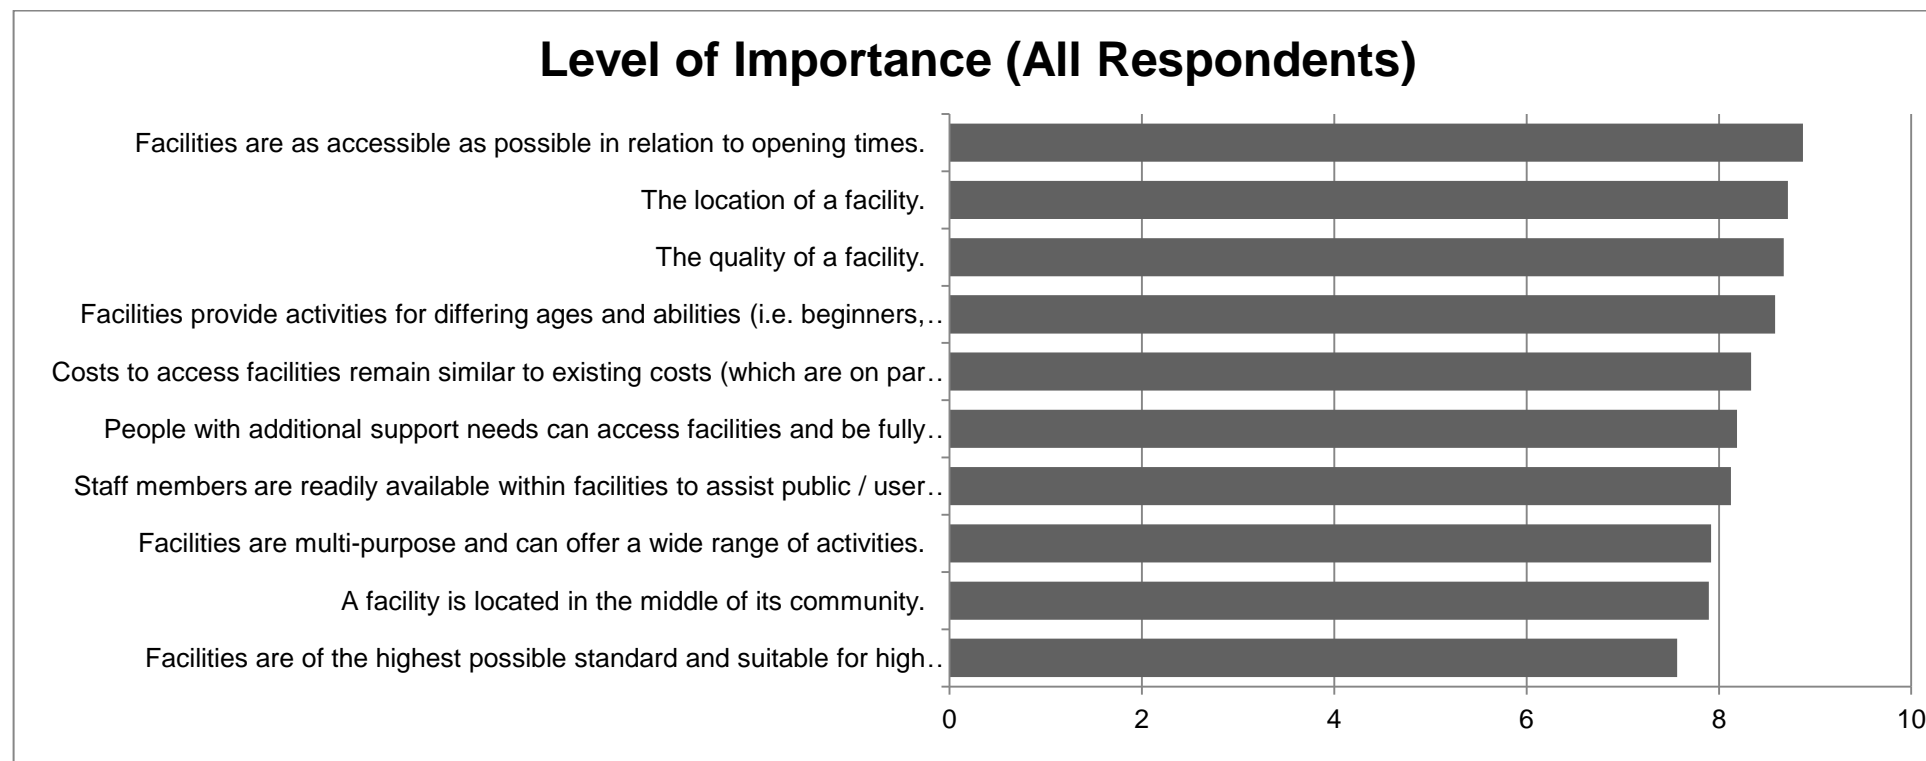 Level of Importance (All Respondents)
Facilities are as accessible as possible in relation to opening times.
The location of a facility.
The quality of a facility.
Facilities provide activities for differing ages and abilities (i.e. beginners,…
Costs to access facilities remain similar to existing costs (which are on par…
People with additional support needs can access facilities and be fully…
Staff members are readily available within facilities to assist public / user…
Facilities are multi-purpose and can offer a wide range of activities.
A facility is located in the middle of its community.
Facilities are of the highest possible standard and suitable for high…
0 2 4 6 8 10